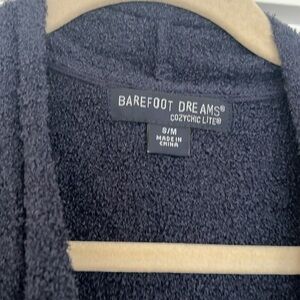 BAREFOOT DREAMS®
COZYCHIC LITE®
S/M
MADE IN
CHINA